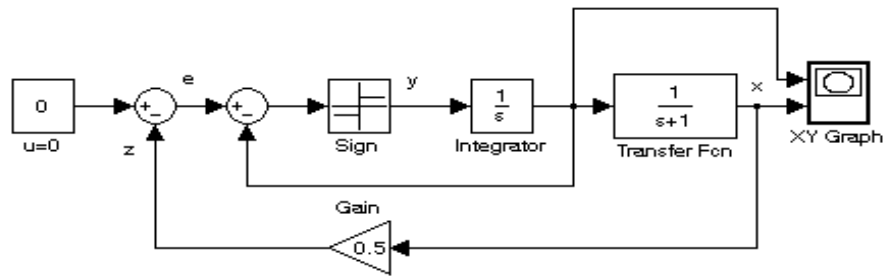 0
u=0
+
−
e
z
+
−
Sign
y
1
s
Integrator
1
s+1
Transfer Fcn
x
XY Graph
Gain
0.5